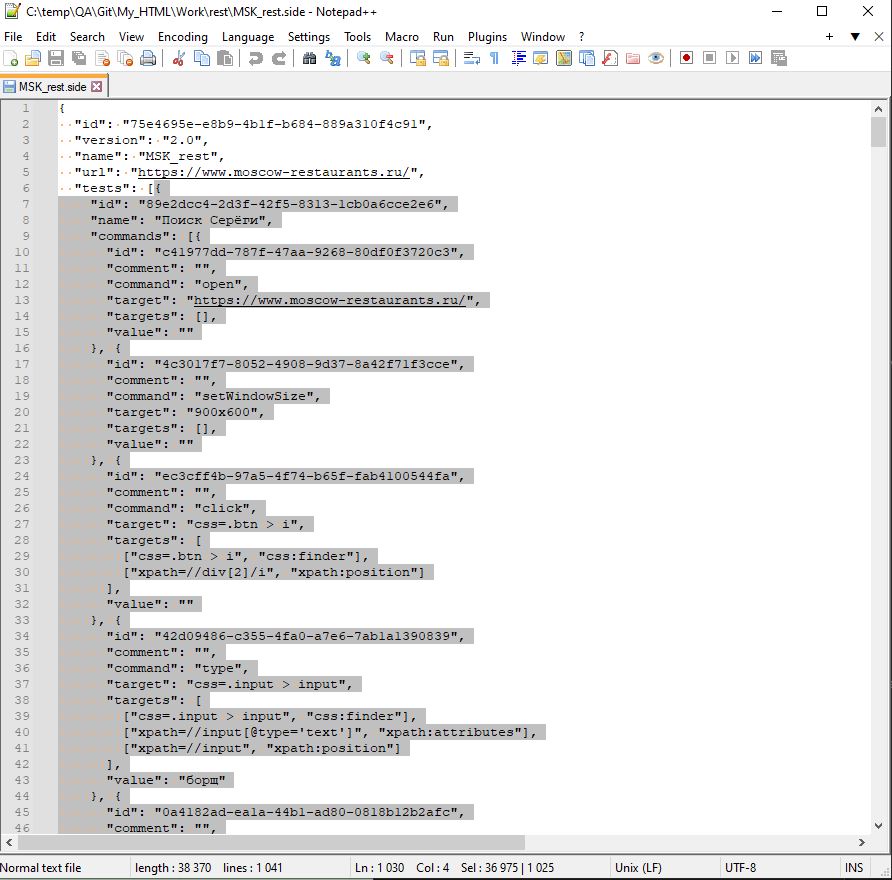 C:\temp\QA\Git\My_HTML\Work\rest\MSK_rest.side - Notepad++
File Edit Search View Encoding Language Settings Tools Macro Run Plugins Window ? + ▼ X
MSK_rest.side
1 {
2 "id": "75e4695e-e8b9-4b1f-b684-889a310f4c91",
3 "version": "2.0",
4 "name": "MSK_rest",
5 "url": "https://www.moscow-restaurants.ru/",
6 "tests": [{
7 "id": "89e2dcc4-2d3f-42f5-8313-1cb0a6cce2e6",
8 "name": "Поиск Серёги",
9 "commands": [{
10 "id": "c41977dd-787f-47aa-9268-80df0f3720c3",
11 "comment": "",
12 "command": "open",
13 "target": "https://www.moscow-restaurants.ru/",
14 "targets": [],
15 "value": ""
16 }, {
17 "id": "4c3017f7-8052-4908-9d37-8a42f71f3cce",
18 "comment": "",
19 "command": "setWindowSize",
20 "target": "900x600",
21 "targets": [],
22 "value": ""
23 }, {
24 "id": "ec3cff4b-97a5-4f74-b65f-fab4100544fa",
25 "comment": "",
26 "command": "click",
27 "target": "css=.btn > i",
28 "targets": [
29 ["css=.btn > i", "css:finder"],
30 ["xpath=//div[2]/i", "xpath:position"]
31 ],
32 "value": ""
33 }, {
34 "id": "42d09486-c355-4fa0-a7e6-7ab1a1390839",
35 "comment": "",
36 "command": "type",
37 "target": "css=.input > input",
38 "targets": [
39 ["css=.input > input", "css:finder"],
40 ["xpath=//input[@type='text']", "xpath:attributes"],
41 ["xpath=//input", "xpath:position"]
42 ],
43 "value": "борщ"
44 }, {
45 "id": "0a4182ad-ea1a-44b1-ad80-0818b12b2afc",
46 "comment": "",
Normal text file length : 38 370 lines : 1 041 Ln : 1 030 Col : 4 Sel : 36 975 | 1 025 Unix (LF) UTF-8 INS